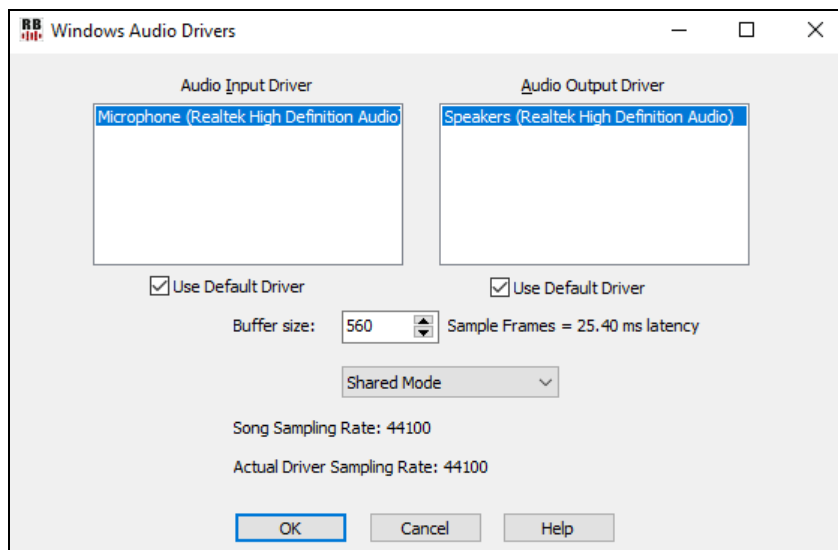 RB Windows Audio Drivers
Audio Input Driver Audio Output Driver
Microphone (Realtek High Definition Audio) Speakers (Realtek High Definition Audio)
Use Default Driver Use Default Driver
Buffer size: 560 Sample Frames = 25.40 ms latency
Shared Mode
Song Sampling Rate: 44100
Actual Driver Sampling Rate: 44100
OK Cancel Help